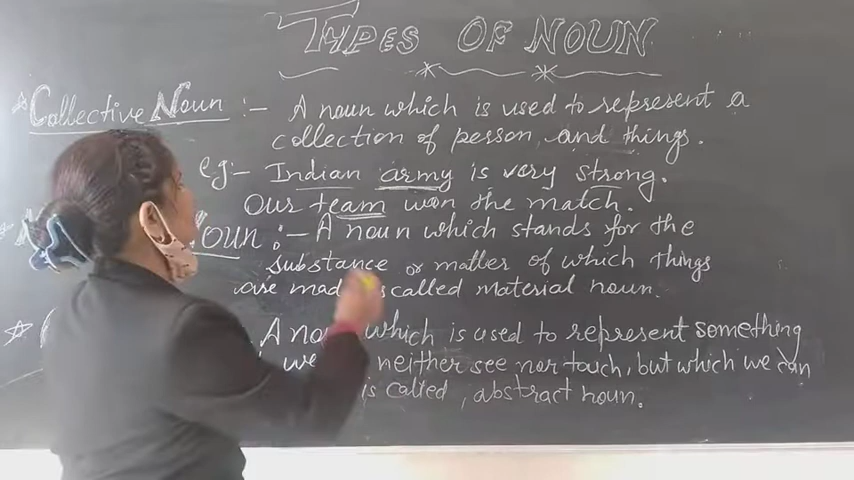 TYPES OF NOUN
Collective Noun :- A noun which is used to represent a
collection of person and things.
e.g:- Indian army is very strong.
Our team won the match.
NOUN :- A noun which stands for the
substance or matter of which things
are made is called Material noun.
A noun which is used to represent something
we neither see nor touch, but which we can
is called, abstract noun.